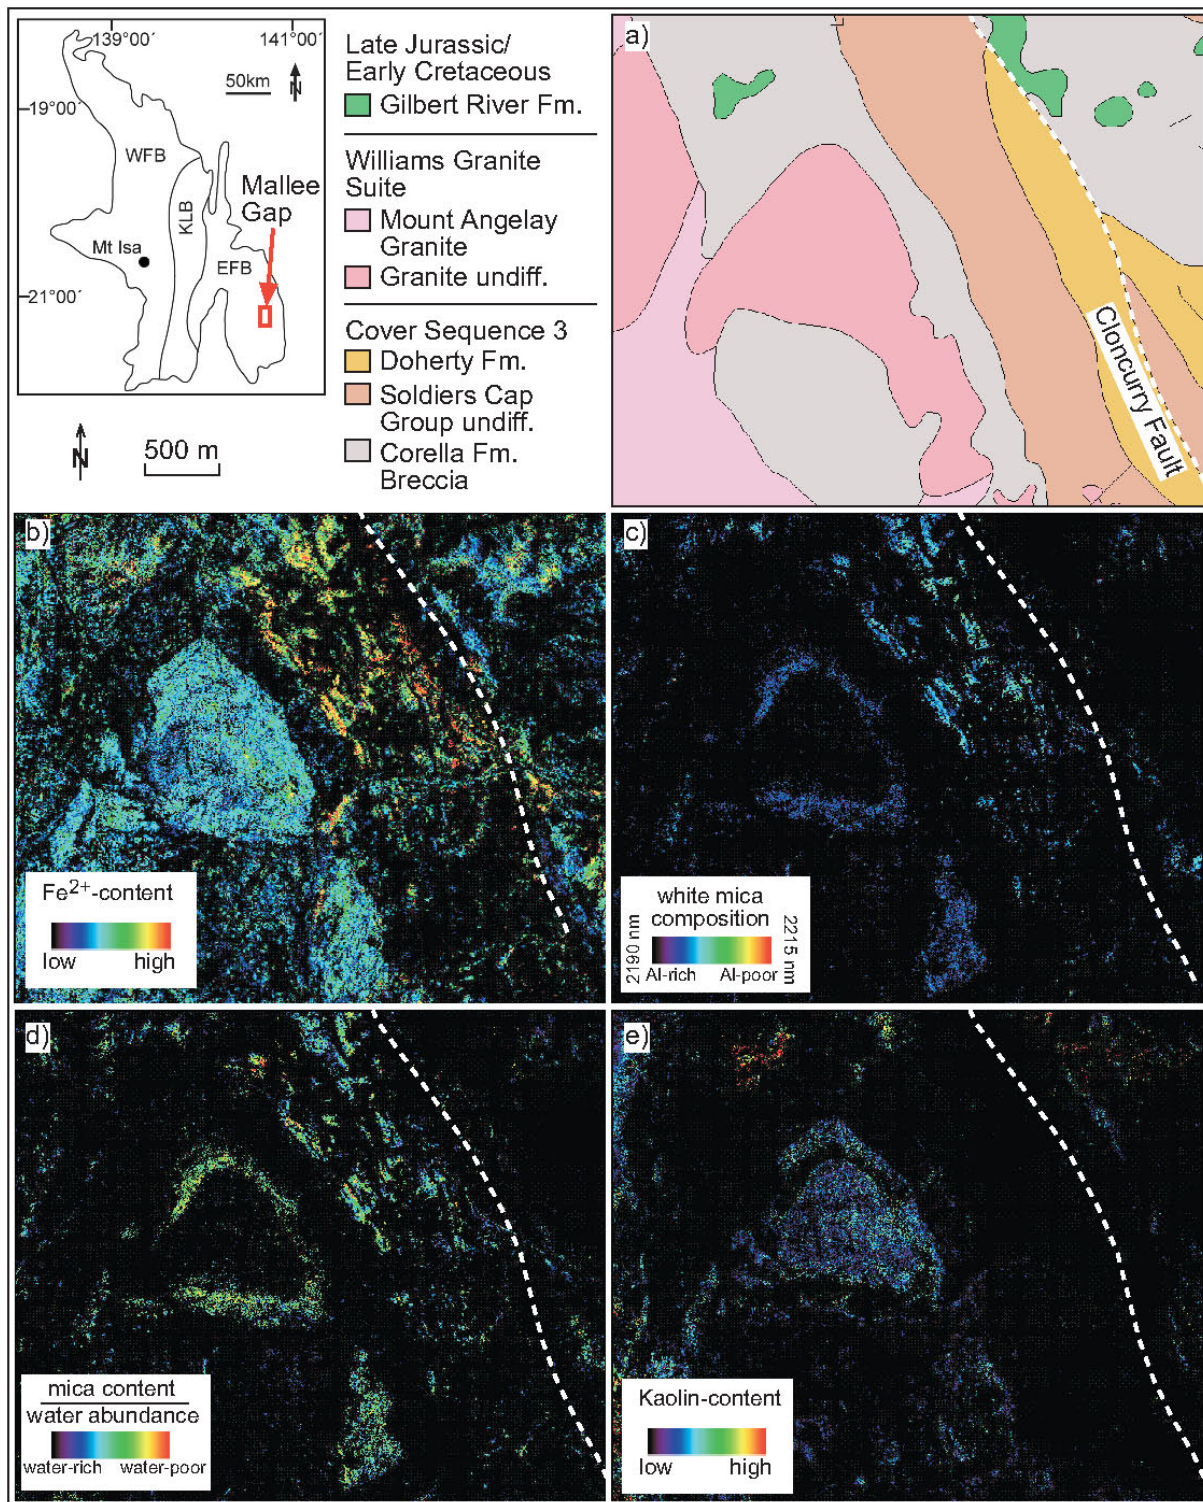 139°00'
141°00'
50km
N
19°00'
WFB
KLB
Mallee
Gap
Mt Isa
EFB
21°00'
N
500 m
Late Jurassic/
Early Cretaceous
Gilbert River Fm.
Williams Granite
Suite
Mount Angelay
Granite
Granite undiff.
Cover Sequence 3
Doherty Fm.
Soldiers Cap
Group undiff.
Corella Fm.
Breccia
a)
Cloncurry Fault
b)
Fe2+-content
low high
c)
white mica
composition
2190 nm
2215 nm
Al-rich Al-poor
d)
mica content
water abundance
water-rich water-poor
e)
Kaolin-content
low high